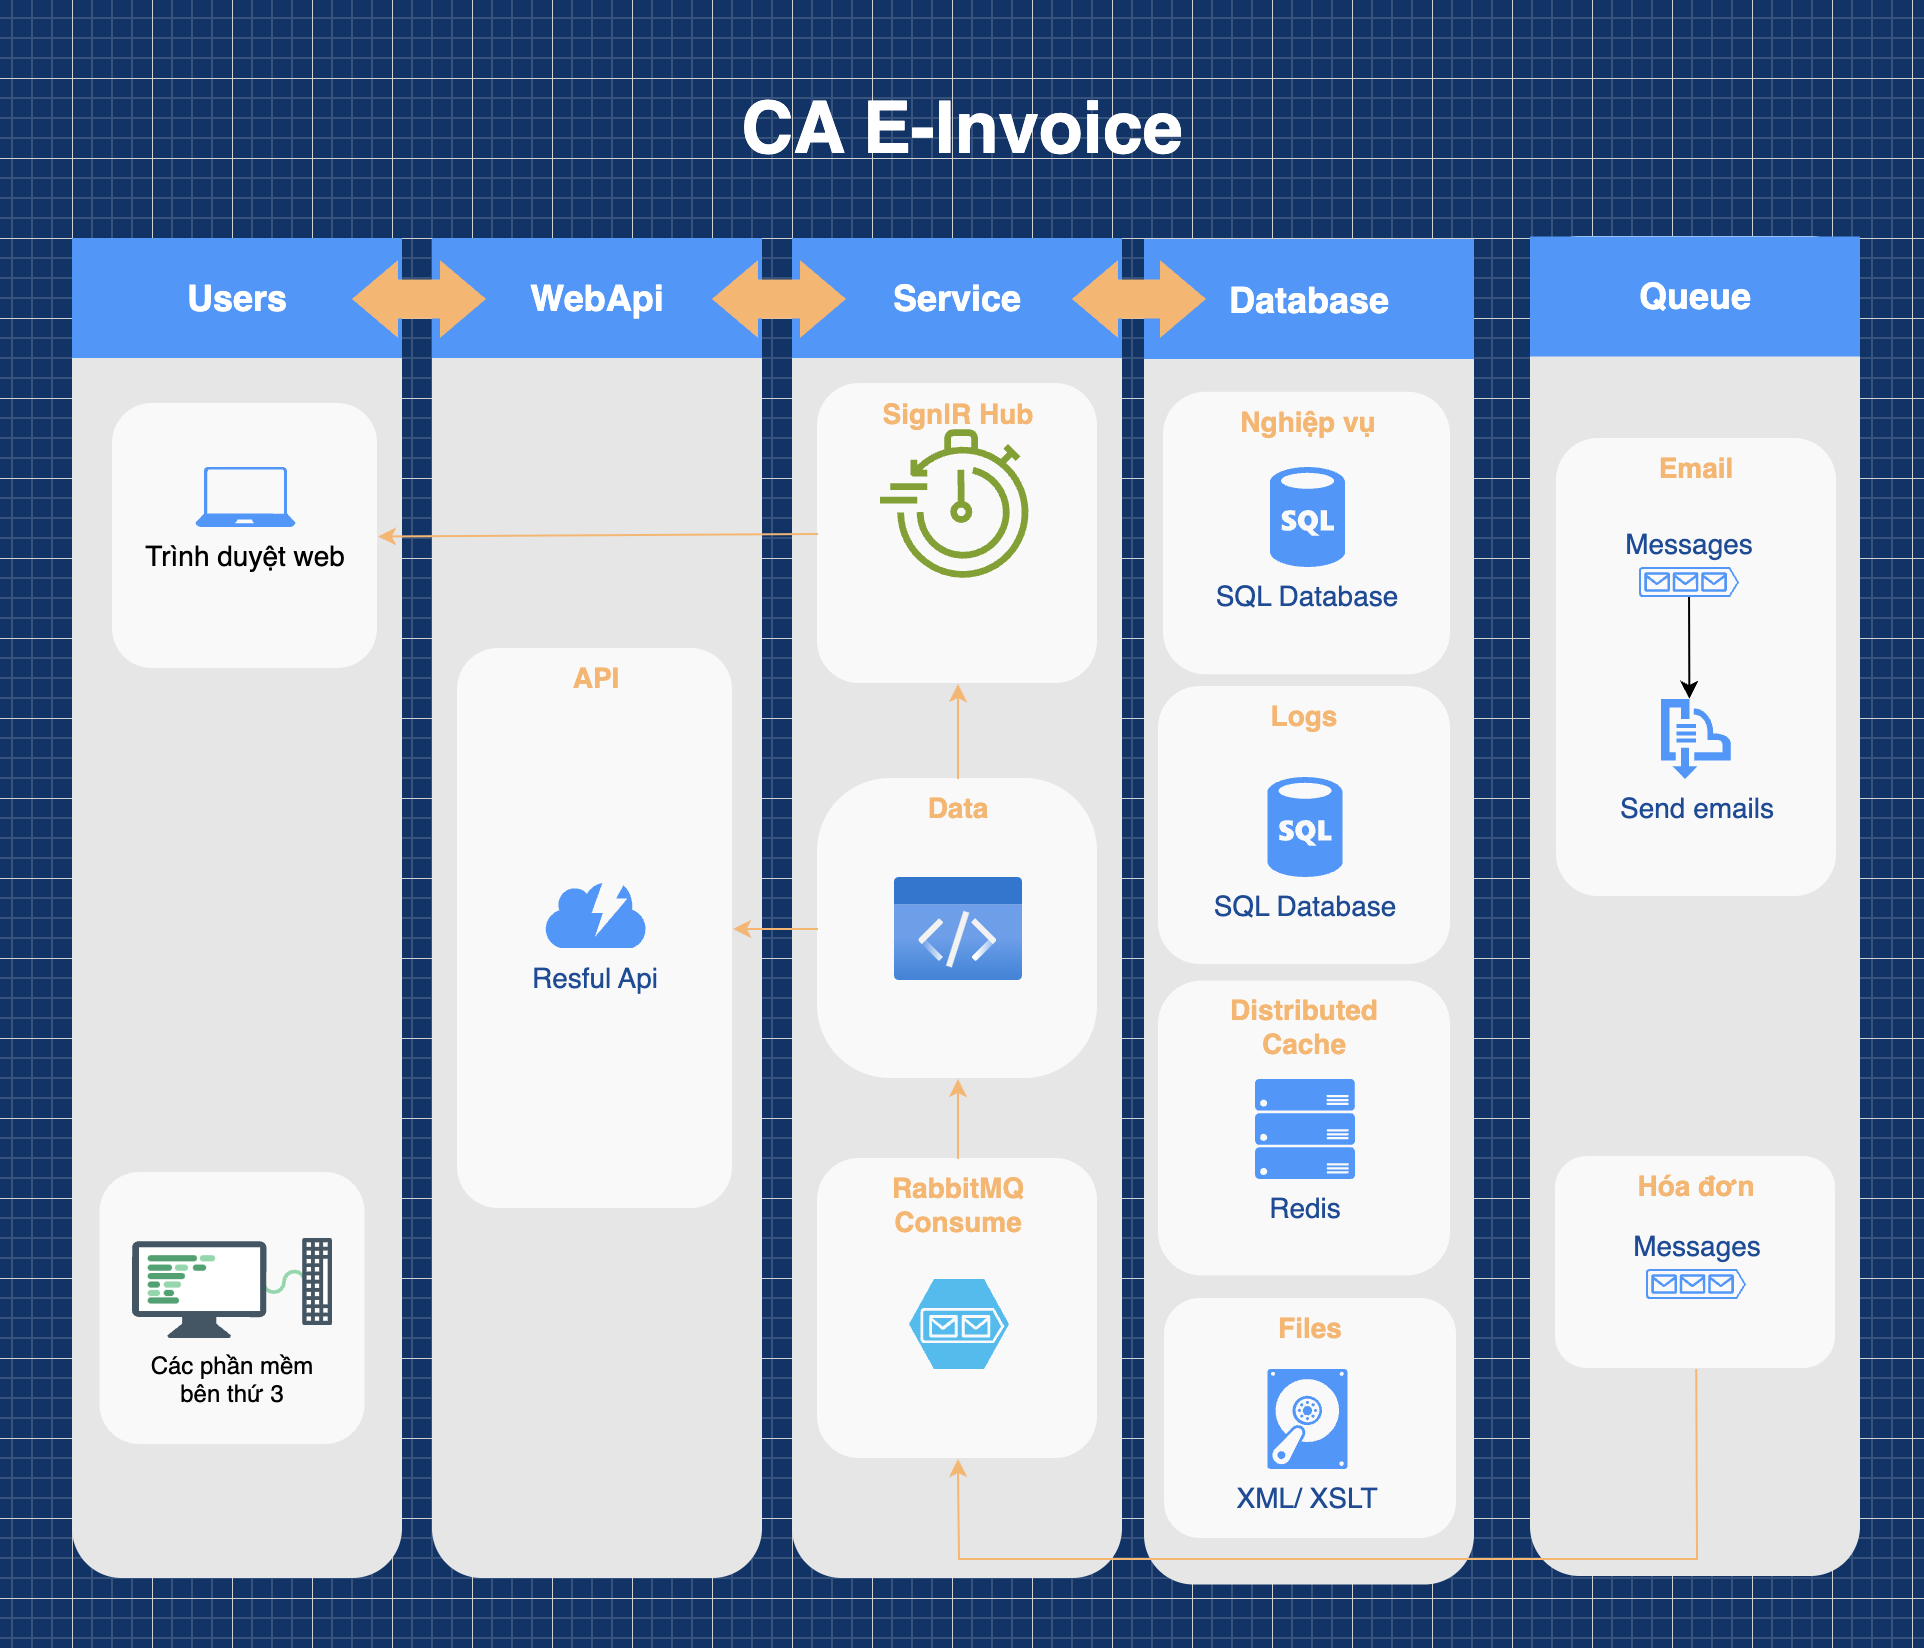 CA E-Invoice
Users
WebApi
Service
Database
Queue
Trình duyệt web
Các phần mềm
bên thứ 3
API
Resful Api
SignIR Hub
Data
RabbitMQ
Consume
Nghiệp vụ
SQL
SQL Database
Logs
SQL
SQL Database
Distributed
Cache
Redis
Files
XML/ XSLT
Email
Messages
Send emails
Hóa đơn
Messages